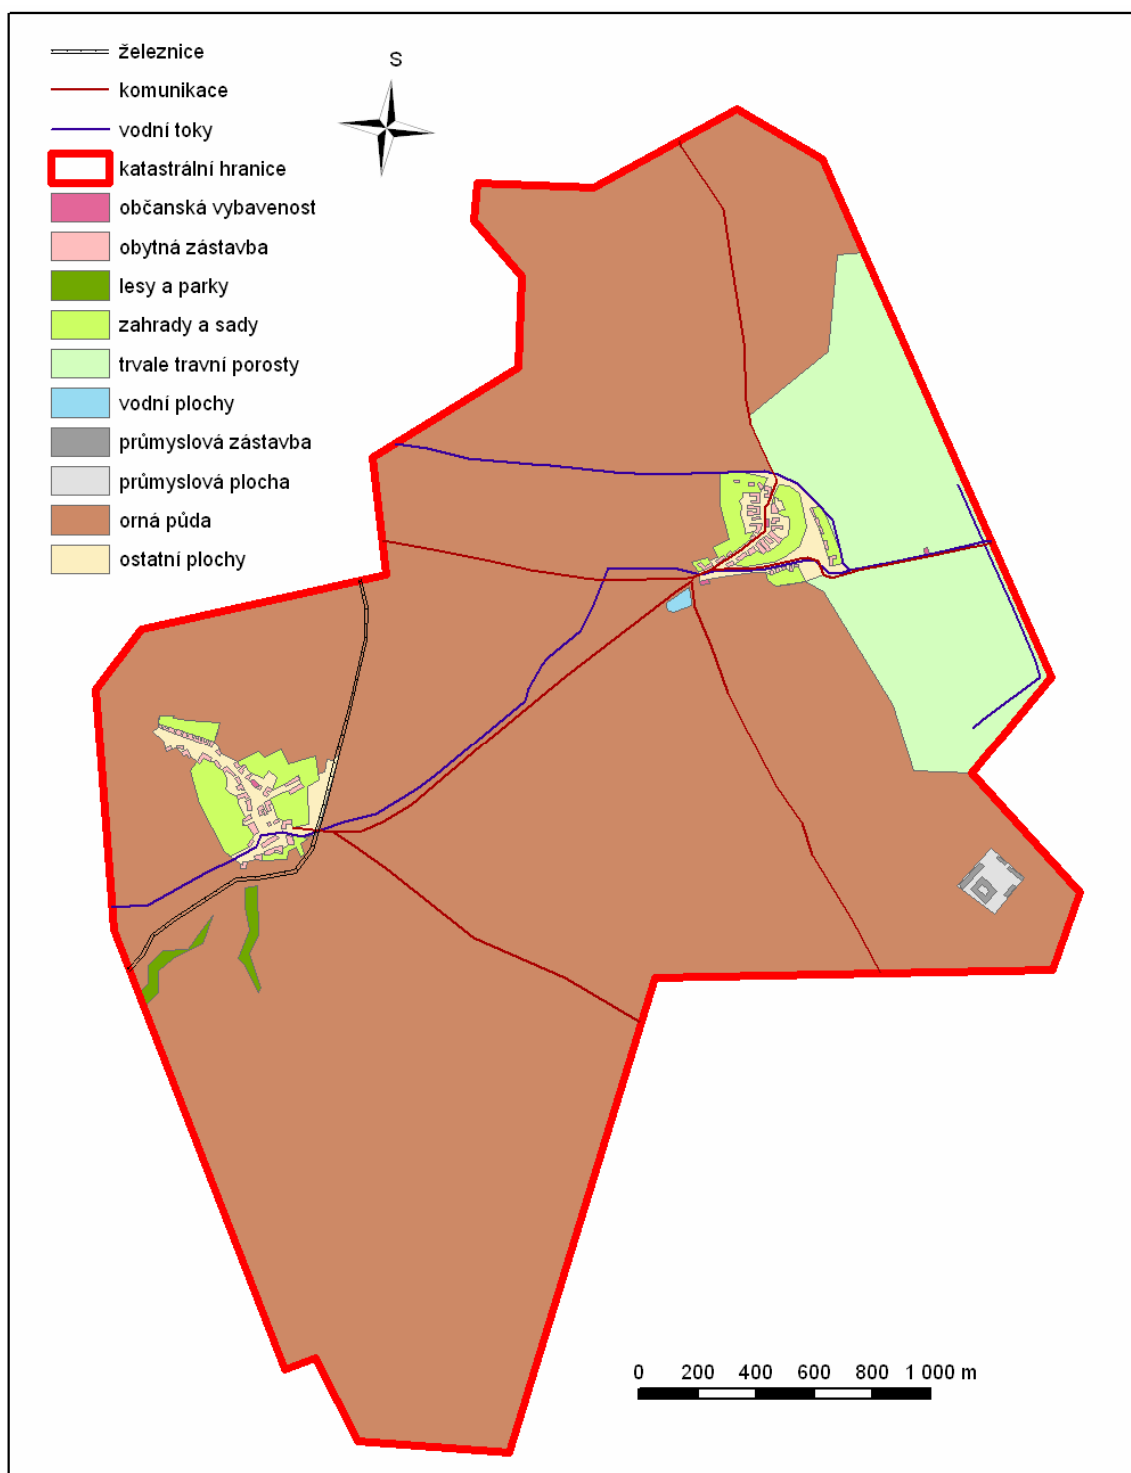 S
železnice
komunikace
vodní toky
katastrální hranice
občanská vybavenost
obytná zástavba
lesy a parky
zahrady a sady
trvale travní porosty
vodní plochy
průmyslová zástavba
průmyslová plocha
orná půda
ostatní plochy
0 200 400 600 800 1 000 m